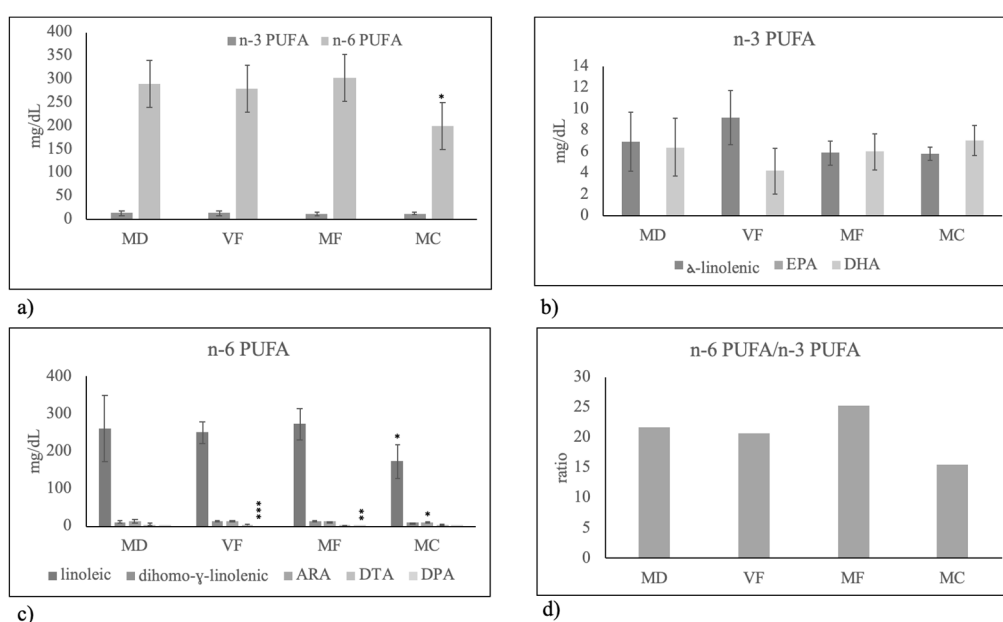 400
350
300
250
200
150
100
50
0
mg/dL
n-3 PUFA
n-6 PUFA
*
MD
VF
MF
MC
a)
n-3 PUFA
14
12
10
8
6
4
2
0
mg/dL
MD
VF
MF
MC
a-linolenic
EPA
DHA
b)
n-6 PUFA
400
300
200
100
0
mg/dL
***
**
*
*
MD
VF
MF
MC
linoleic
dihomo-ɣ-linolenic
ARA
DTA
DPA
c)
n-6 PUFA/n-3 PUFA
30
25
20
15
10
5
0
ratio
MD
VF
MF
MC
d)